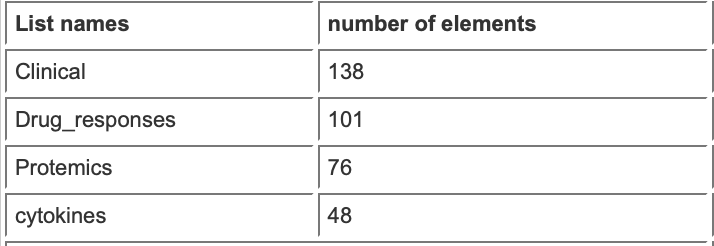 List names number of elements
Clinical 138
Drug_responses 101
Protemics 76
cytokines 48